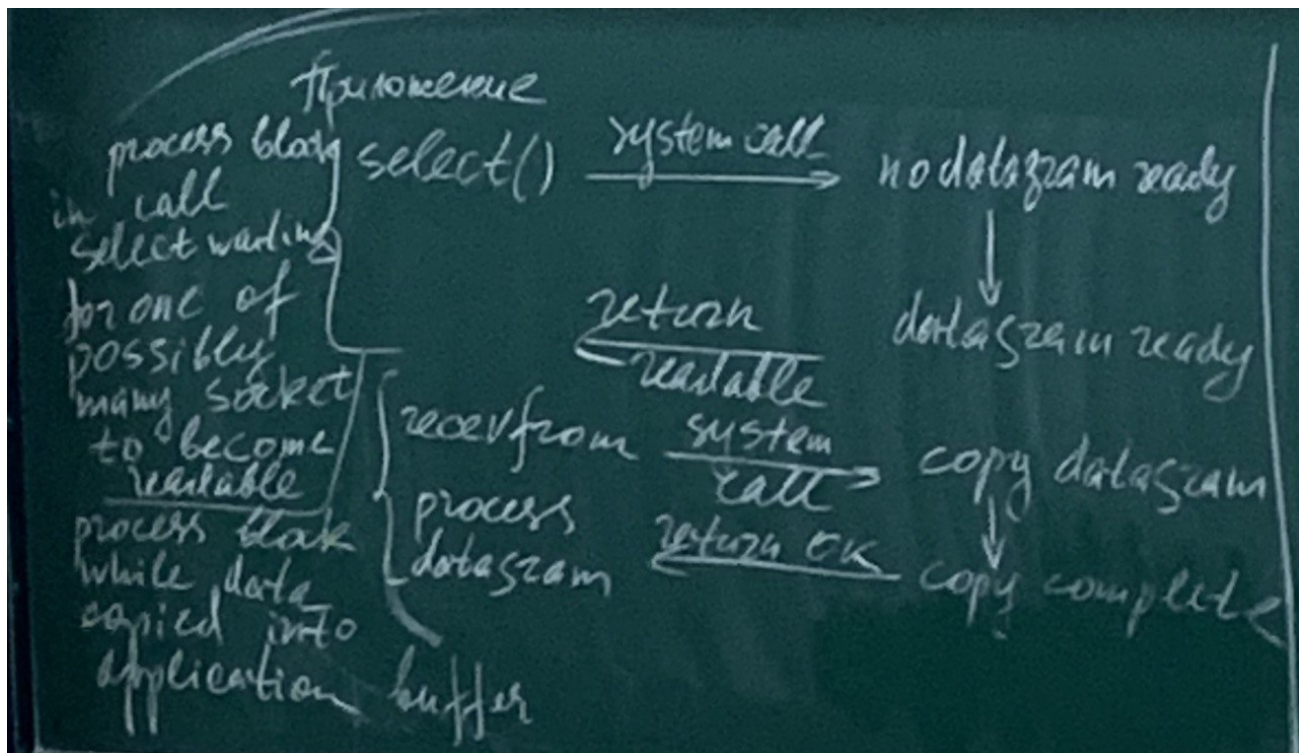 Приложение
process block
in call
select waiting
for one of
possibly
many socket
to become
readable
process block
while data
copied into
application buffer
select()
system call
no datagram ready
datagram ready
return
readable
recevfrom
system
call
copy datagram
process
datagram
return OK
copy complete